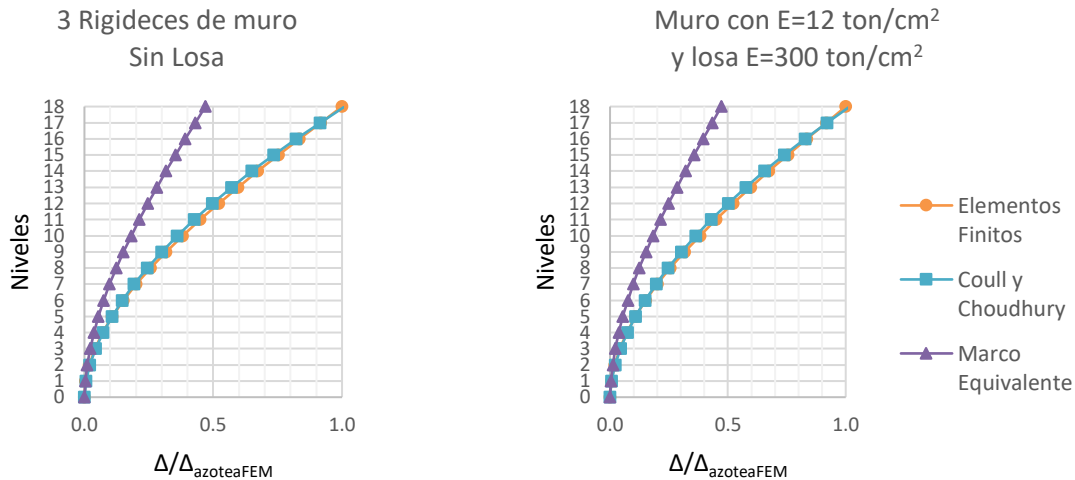 3 Rigideces de muro
Sin Losa
18
17
16
15
14
13
12
11
10
9
8
7
6
5
4
3
2
1
0
Niveles
0.0 0.5 1.0
Δ/ΔazoteaFEM
Muro con E=12 ton/cm²
y losa E=300 ton/cm²
18
17
16
15
14
13
12
11
10
9
8
7
6
5
4
3
2
1
0
Niveles
0.0 0.5 1.0
Δ/ΔazoteaFEM
Elementos
Finitos
Coull y
Choudhury
Marco
Equivalente